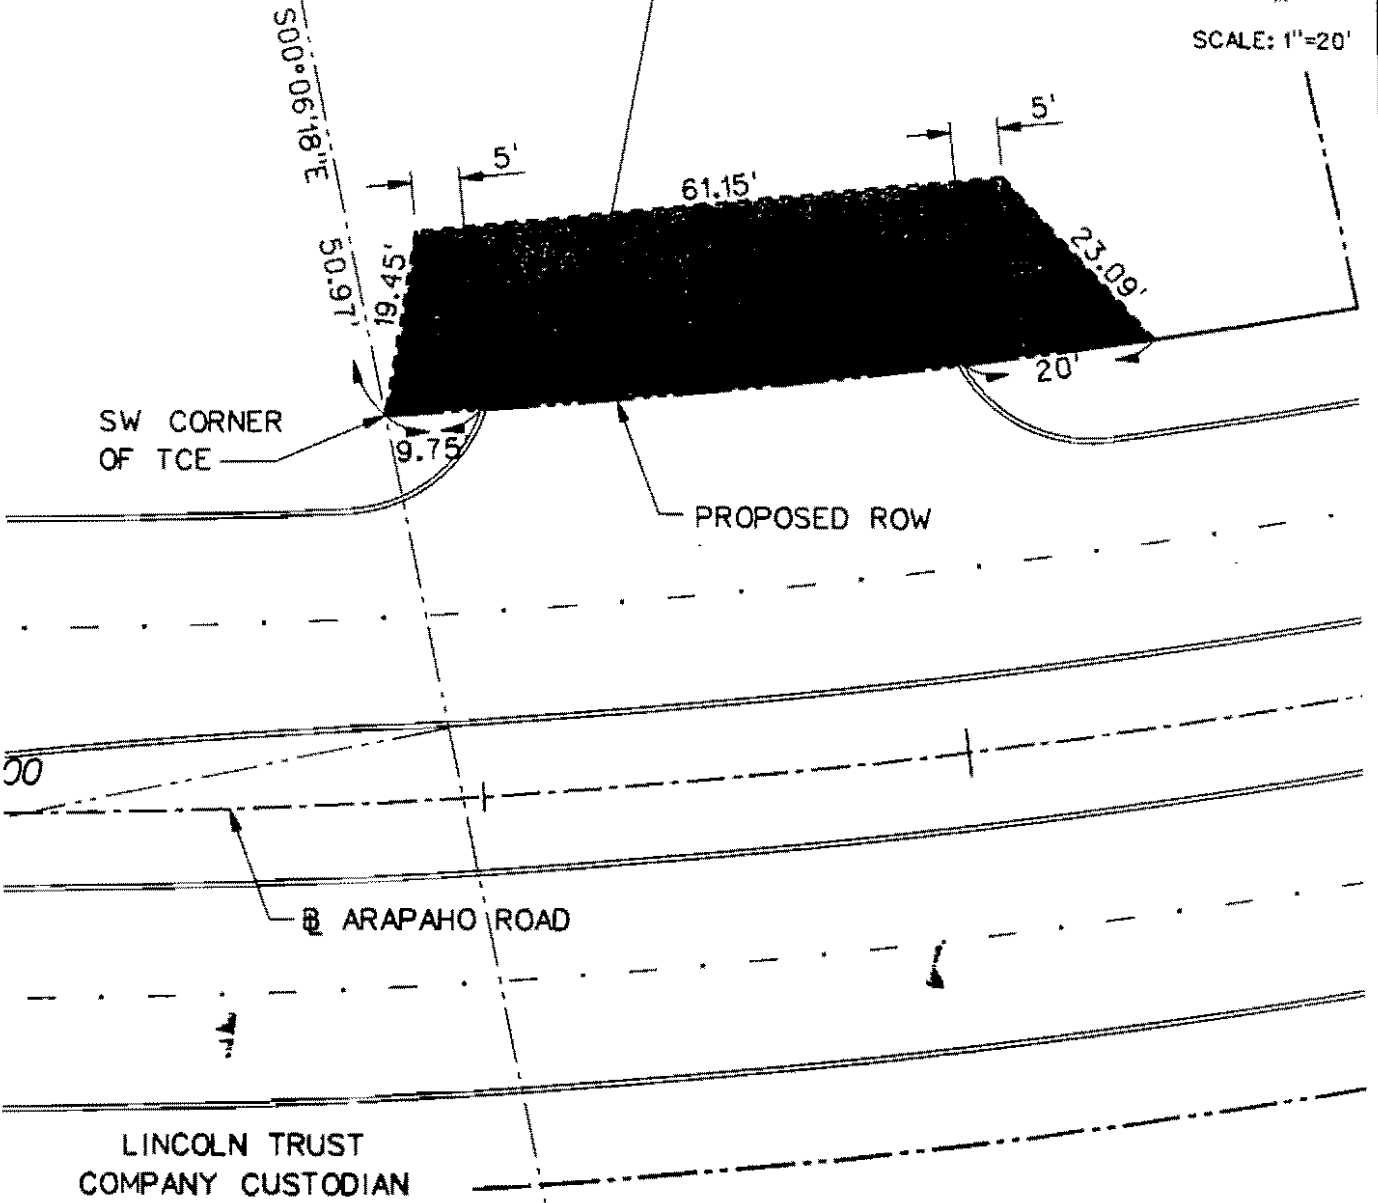 SCALE: 1"=20'
S00°06'18"E
50.97'
5'
5'
61.15'
19.45'
23.09'
20'
9.75'
SW CORNER
OF TCE
PROPOSED ROW
00
ARAPAHO ROAD
LINCOLN TRUST
COMPANY CUSTODIAN